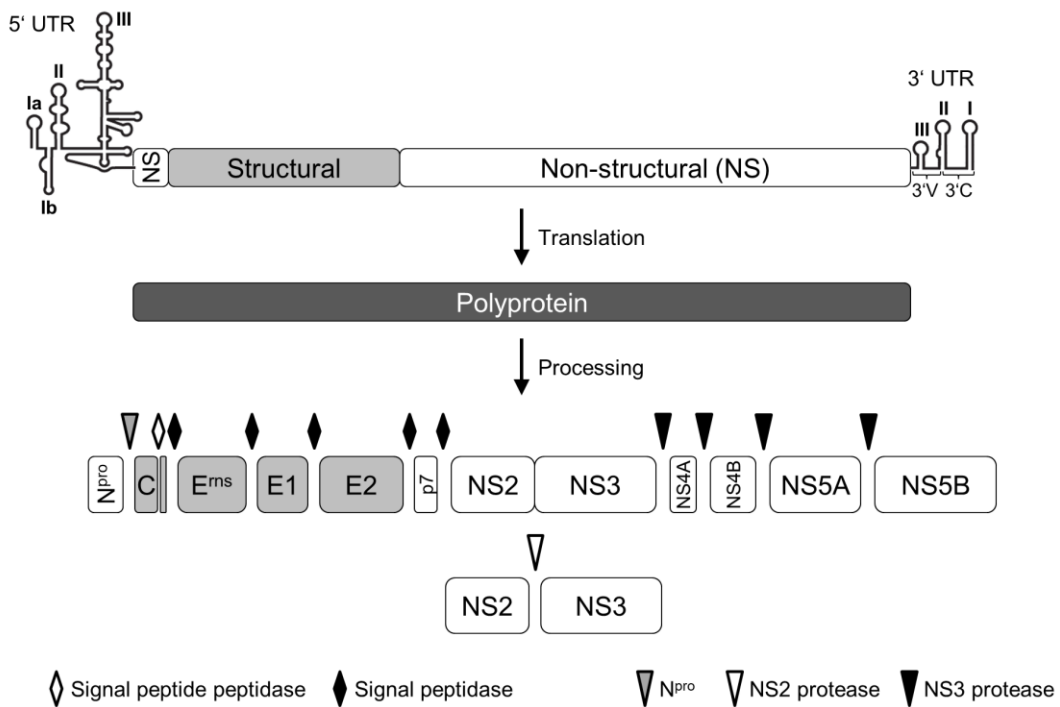 5‘ UTR
III
II
Ia
Ib
3‘ UTR
III
II
I
3‘V
3‘C
NS
Structural
Non-structural (NS)
Translation
Polyprotein
Processing
Npro
C
Erns
E1
E2
p7
NS2
NS3
NS4A
NS4B
NS5A
NS5B
NS2
NS3
Signal peptide peptidase
Signal peptidase
Npro
NS2 protease
NS3 protease